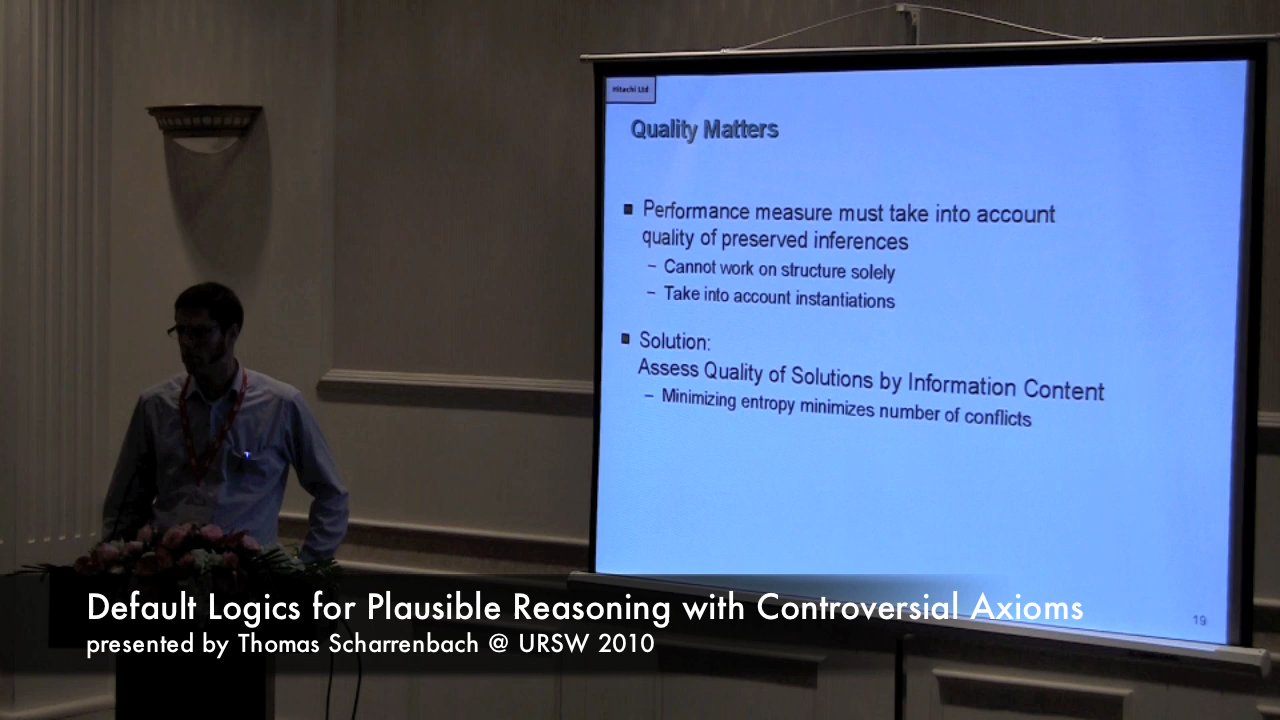 Hitachi Ltd
Quality Matters
Performance measure must take into account
quality of preserved inferences
– Cannot work on structure solely
– Take into account instantiations
Solution:
Assess Quality of Solutions by Information Content
– Minimizing entropy minimizes number of conflicts
19
Default Logics for Plausible Reasoning with Controversial Axioms
presented by Thomas Scharrenbach @ URSW 2010